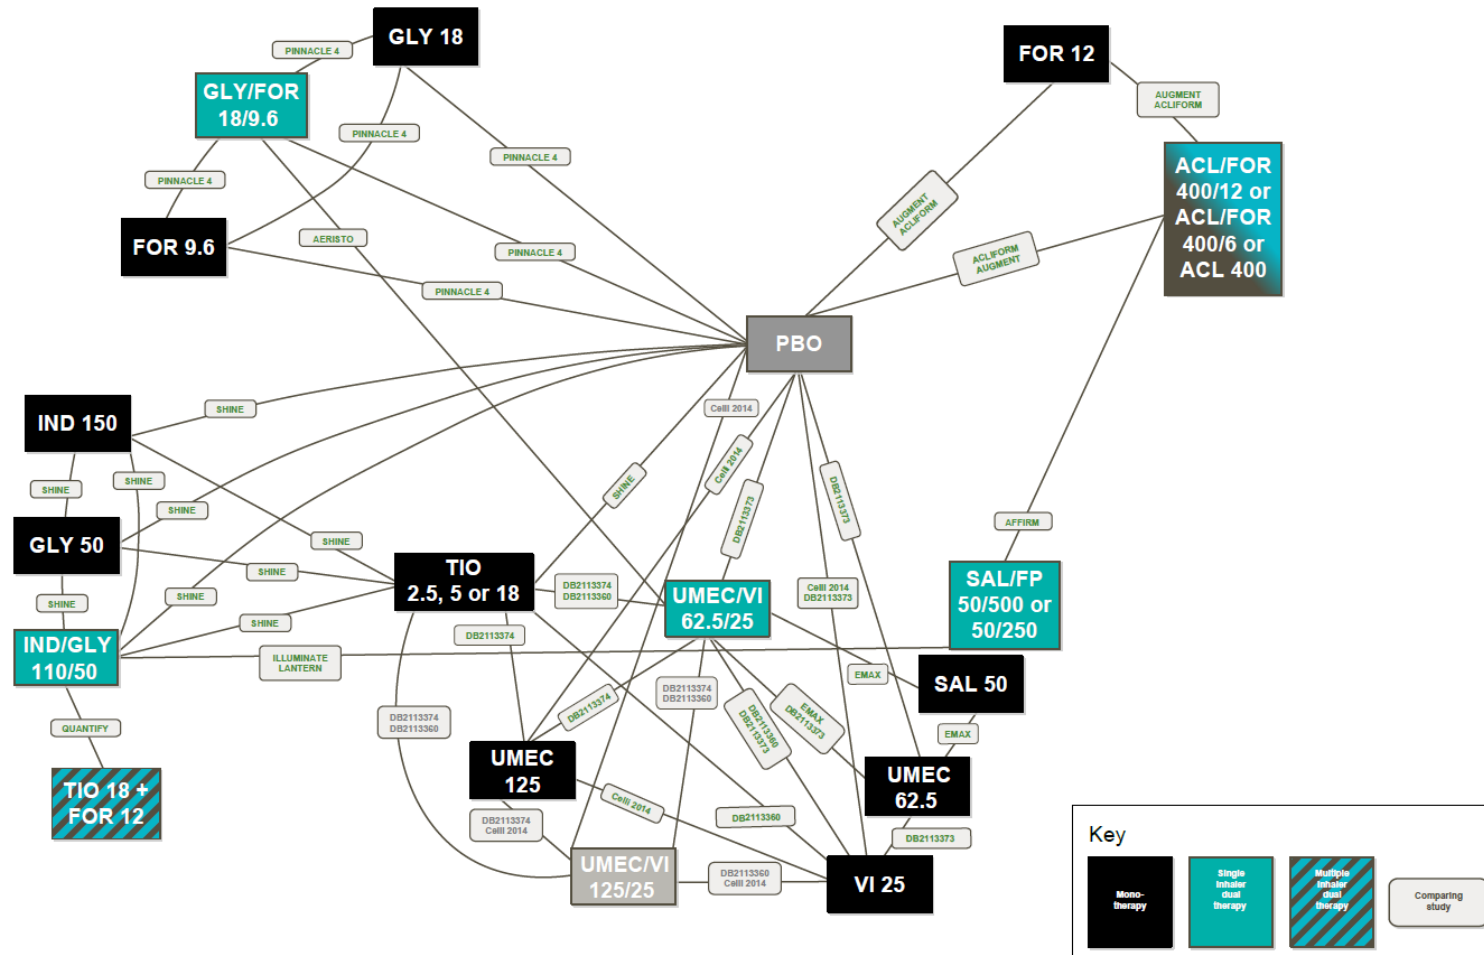 GLY 18
FOR 12
PINNACLE 4
GLY/FOR
18/9.6
AUGMENT
ACLIFORM
PINNACLE 4
PINNACLE 4
PINNACLE 4
ACL/FOR
400/12 or
ACL/FOR
400/6 or
ACL 400
AUGMENT
ACLIFORM
FOR 9.6
AERISTO
PINNACLE 4
ACLIFORM
AUGMENT
PINNACLE 4
PBO
IND 150
SHINE
Celli 2014
Celli 2014
SHINE
SHINE
SHINE
DB2113373
DB2113373
SHINE
AFFIRM
GLY 50
SHINE
TIO
2.5, 5 or 18
SHINE
DB2113374
DB2113360
UMEC/VI
62.5/25
Celli 2014
DB2113373
SAL/FP
50/500 or
50/250
SHINE
SHINE
DB2113374
IND/GLY
110/50
ILLUMINATE
LANTERN
EMAX
SAL 50
DB2113374
DB2113360
DB2113374
DB2113374
DB2113360
DB2113360
DB2113373
EMAX
DB2113373
EMAX
QUANTIFY
UMEC
125
UMEC
62.5
TIO 18 +
FOR 12
Celli 2014
DB2113360
DB2113374
Celli 2014
DB2113373
UMEC/VI
125/25
DB2113360
Celli 2014
VI 25
Key
Mono-
therapy
Single
inhaler
dual
therapy
Multiple
inhaler
dual
therapy
Comparing
study